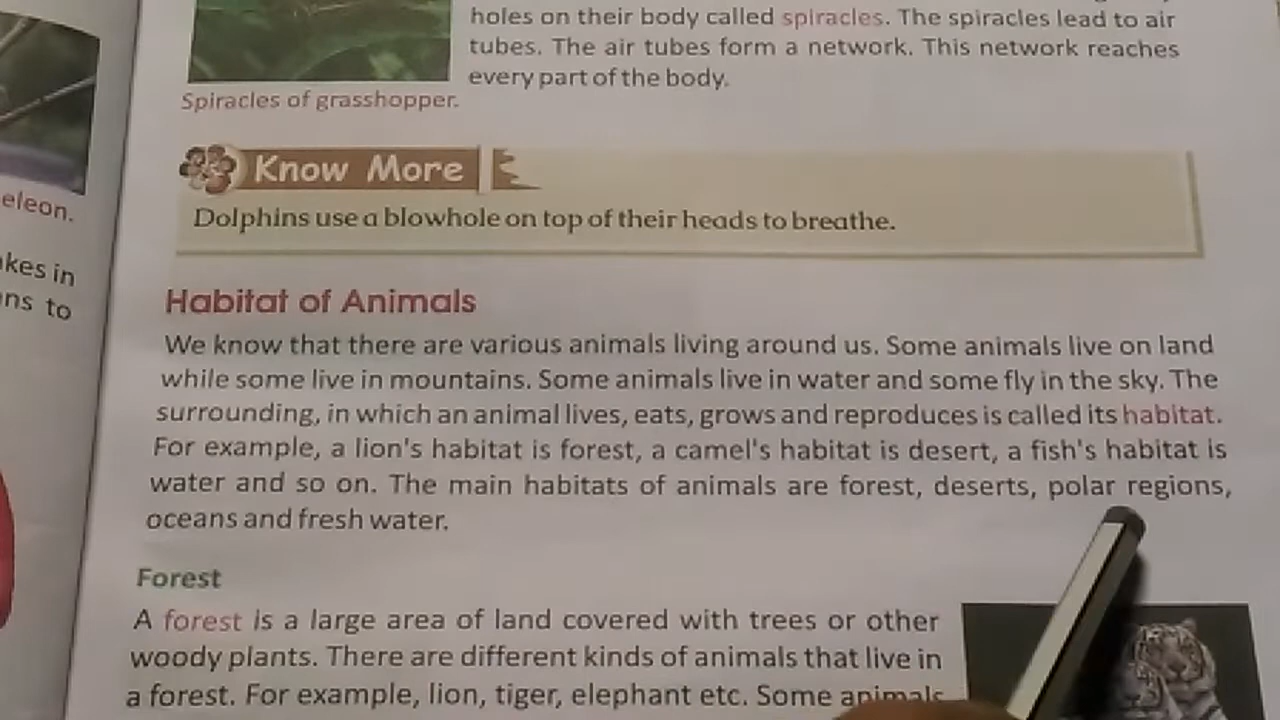 holes on their body called spiracles. The spiracles lead to air
tubes. The air tubes form a network. This network reaches
every part of the body.
Spiracles of grasshopper.
eleon.
akes in
ns to
Know More
Dolphins use a blowhole on top of their heads to breathe.
Habitat of Animals
We know that there are various animals living around us. Some animals live on land
while some live in mountains. Some animals live in water and some fly in the sky. The
surrounding, in which an animal lives, eats, grows and reproduces is called its habitat.
For example, a lion's habitat is forest, a camel's habitat is desert, a fish's habitat is
water and so on. The main habitats of animals are forest, deserts, polar regions,
oceans and fresh water.
Forest
A forest is a large area of land covered with trees or other
woody plants. There are different kinds of animals that live in
a forest. For example, lion, tiger, elephant etc. Some animals